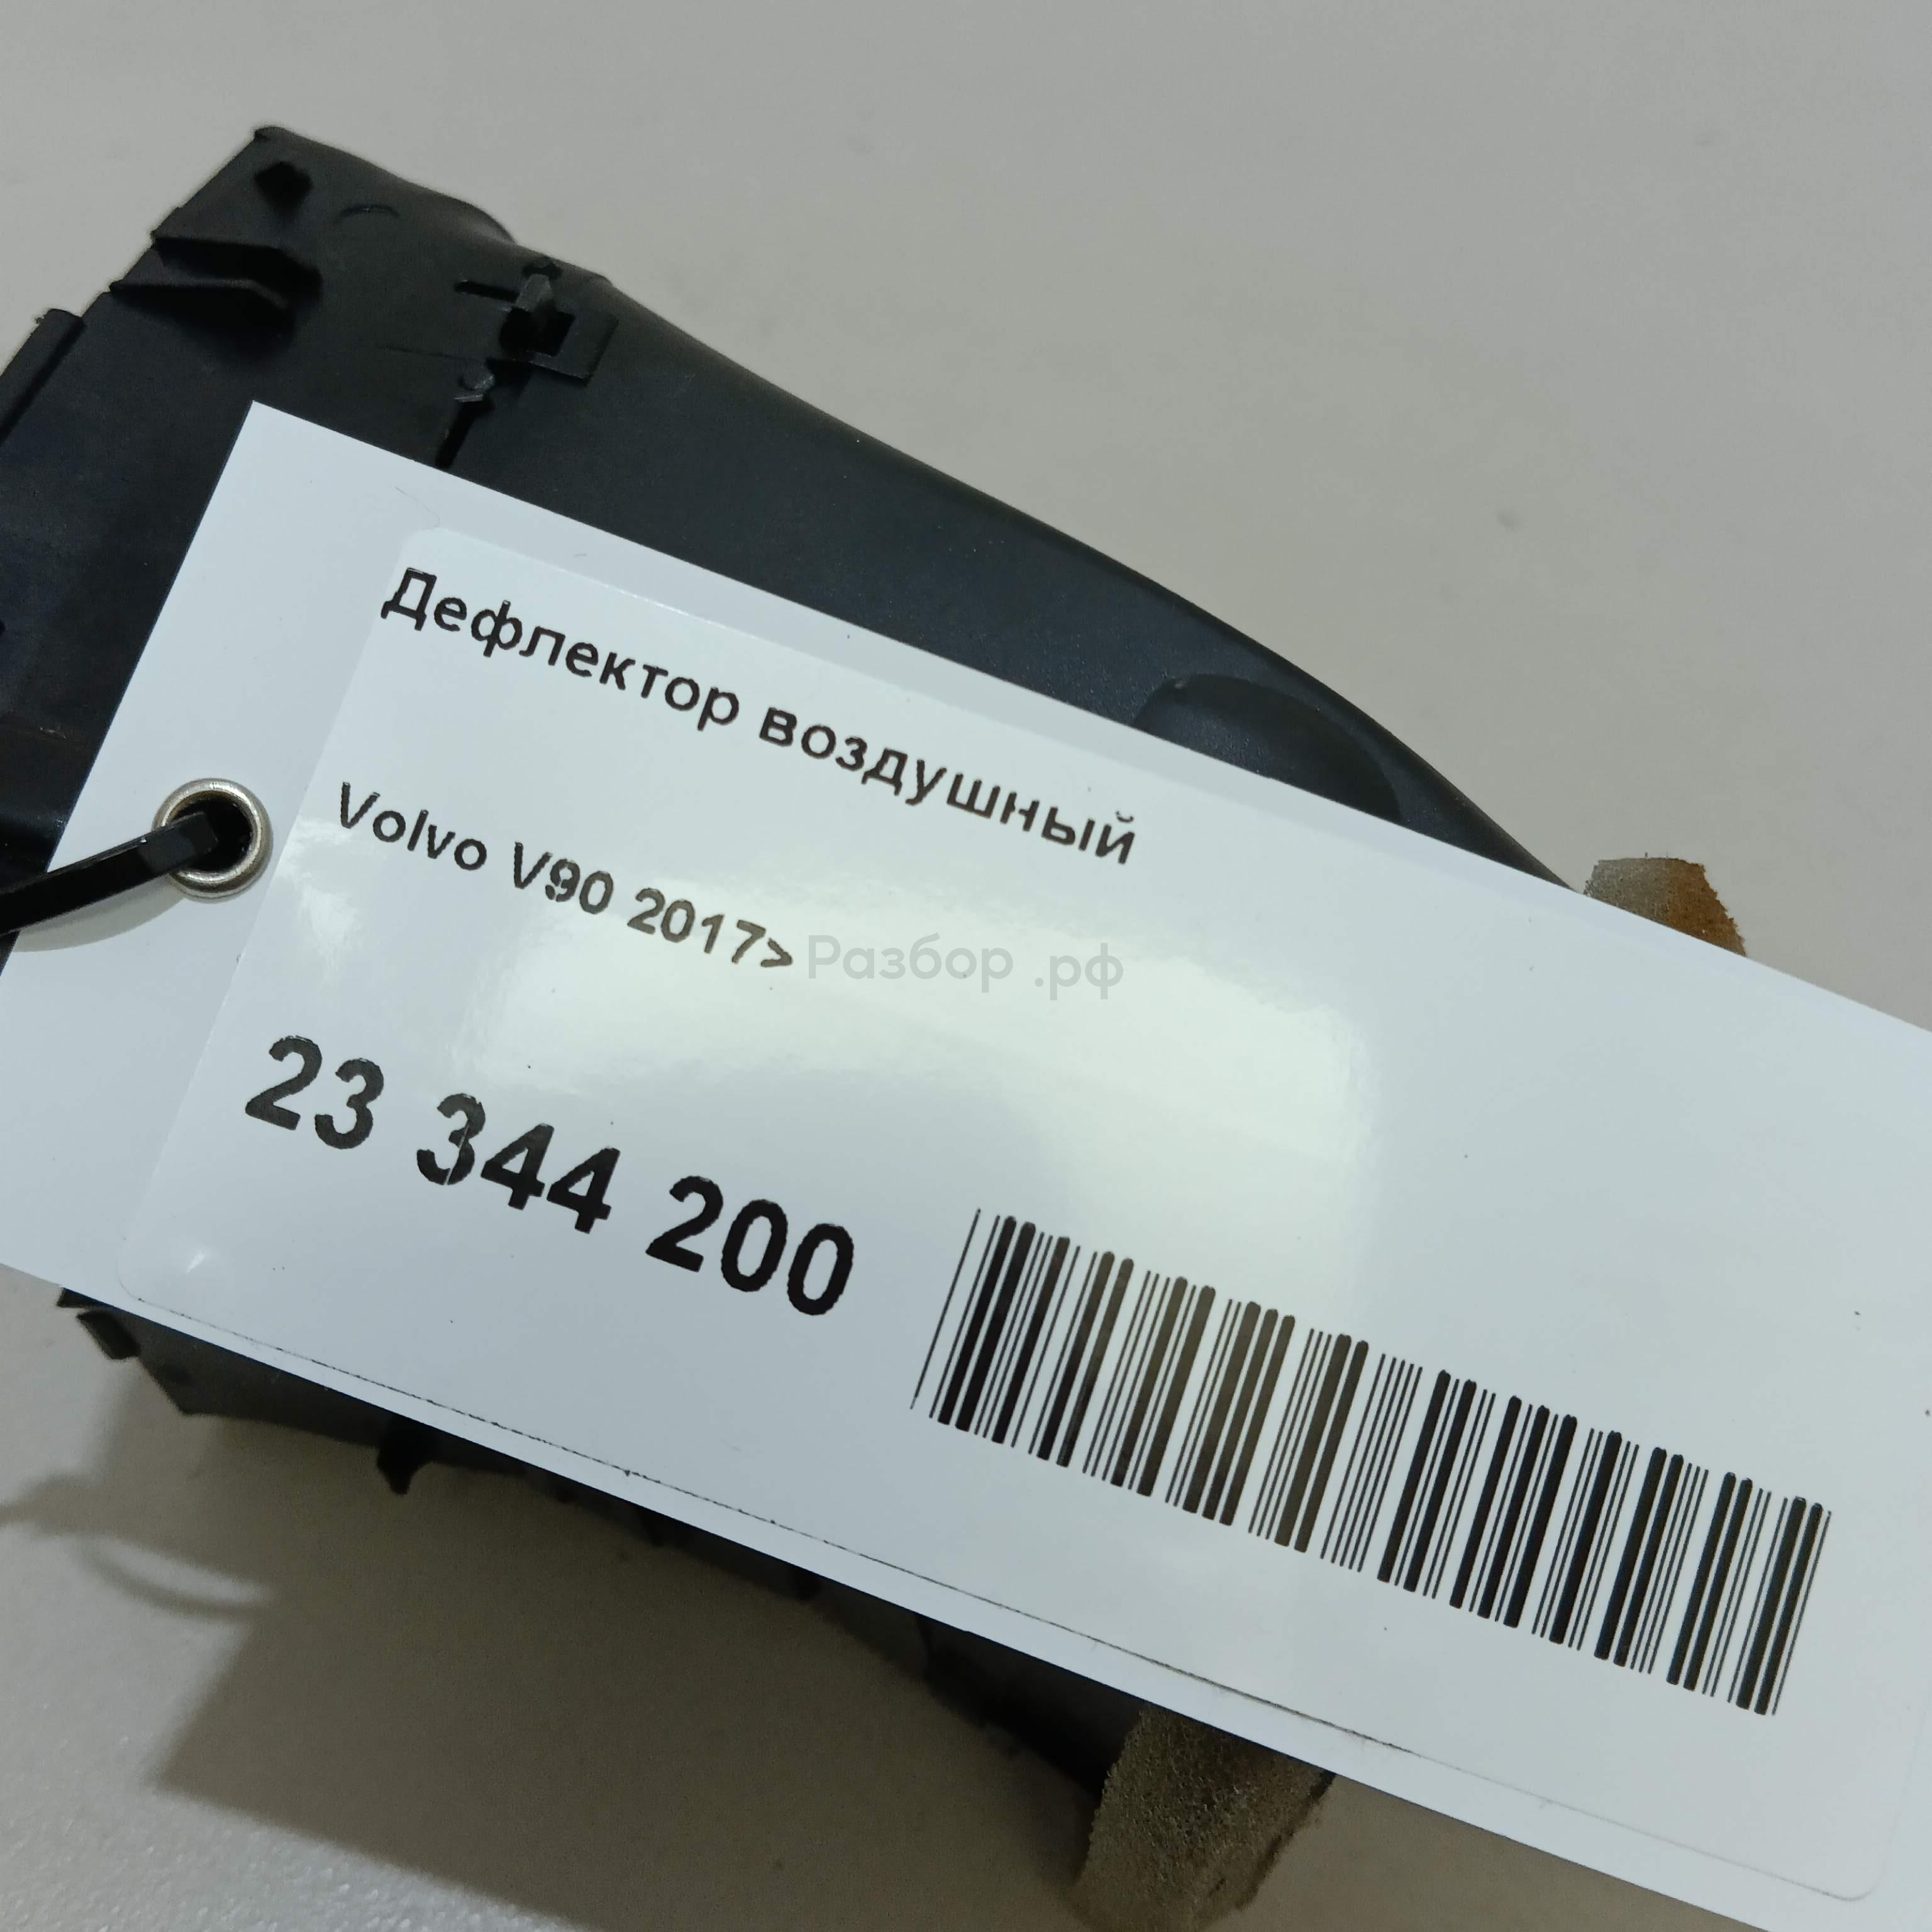 Дефлектор воздушный
Volvo V90 2017>
Разбор .рф
23 344 200